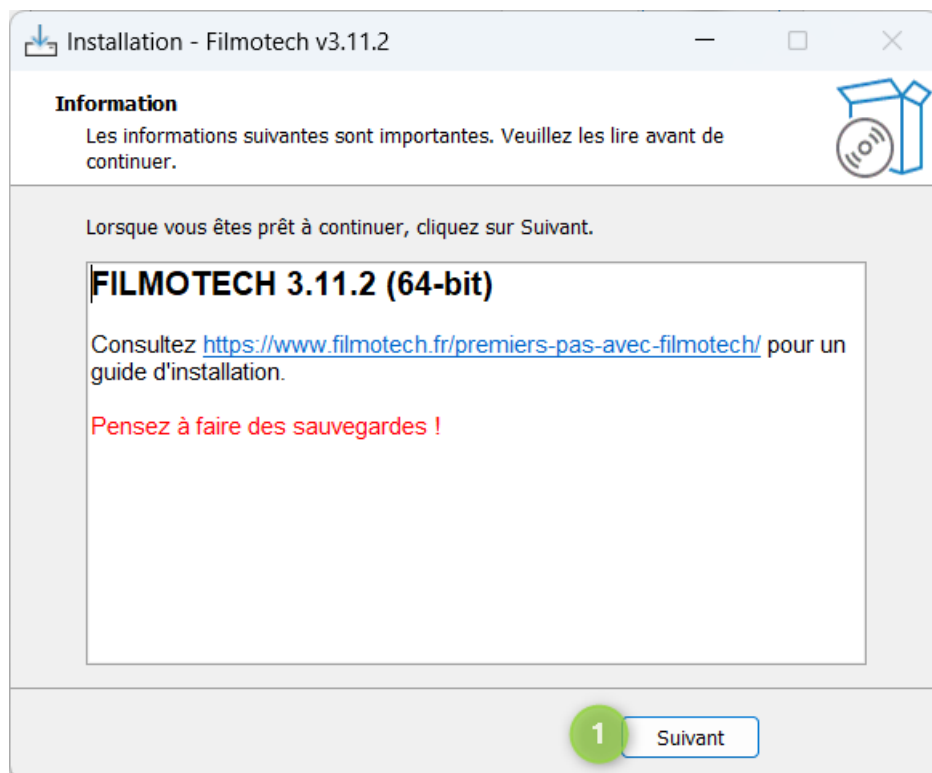 Installation - Filmotech v3.11.2
Information
Les informations suivantes sont importantes. Veuillez les lire avant de
continuer.
Lorsque vous êtes prêt à continuer, cliquez sur Suivant.
FILMOTECH 3.11.2 (64-bit)
Consultez https://www.filmotech.fr/premiers-pas-avec-filmotech/ pour un
guide d'installation.
Pensez à faire des sauvegardes !
1
Suivant